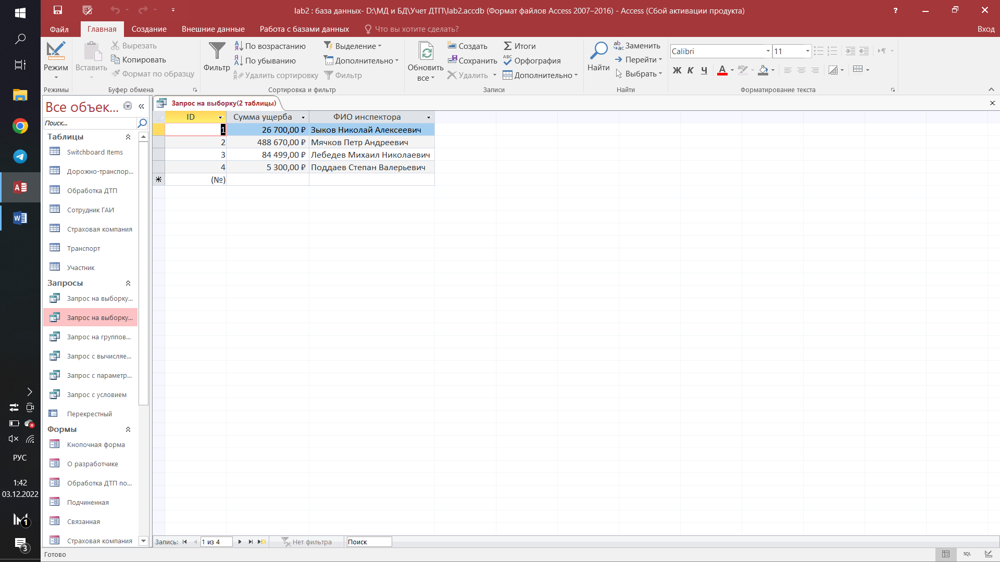 lab2 : база данных- D:\МД и БД\Учет ДТП\lab2.accdb (Формат файлов Access 2007–2016) - Access (Сбой активации продукта)
?
Файл
Главная
Создание
Внешние данные
Работа с базами данных
Что вы хотите сделать?
Вход
Режим
Режимы
Вставить
Вырезать
Копировать
Формат по образцу
Буфер обмена
Фильтр
По возрастанию
По убыванию
Удалить сортировку
Выделение
Дополнительно
Фильтр
Сортировка и фильтр
Обновить
все
Создать
Сохранить
Удалить
Итоги
Орфография
Дополнительно
Записи
Найти
Заменить
Перейти
Выбрать
Найти
Calibri
11
Ж К Ч
Форматирование текста
Все объек...
Поиск...
Таблицы
Switchboard Items
Дорожно-транспор...
Обработка ДТП
Сотрудник ГАИ
Страховая компания
Транспорт
Участник
Запросы
Запрос на выборку...
Запрос на выборку...
Запрос на группов...
Запрос с вычисляе...
Запрос с параметр...
Запрос с условием
Перекрестный
Формы
Кнопочная форма
О разработчике
Обработка ДТП по...
Подчиненная
Связанная
Страховая компания
Запрос на выборку(2 таблицы)
ID Сумма ущерба ФИО инспектора
1 26 700,00 ₽ Зыков Николай Алексеевич
2 488 670,00 ₽ Мячков Петр Андреевич
3 84 499,00 ₽ Лебедев Михаил Николаевич
4 5 300,00 ₽ Поддаев Степан Валерьевич
(№)
Запись:
1 из 4
Нет фильтра
Поиск
Готово
SQL
РУС
1:42
03.12.2022
1
3